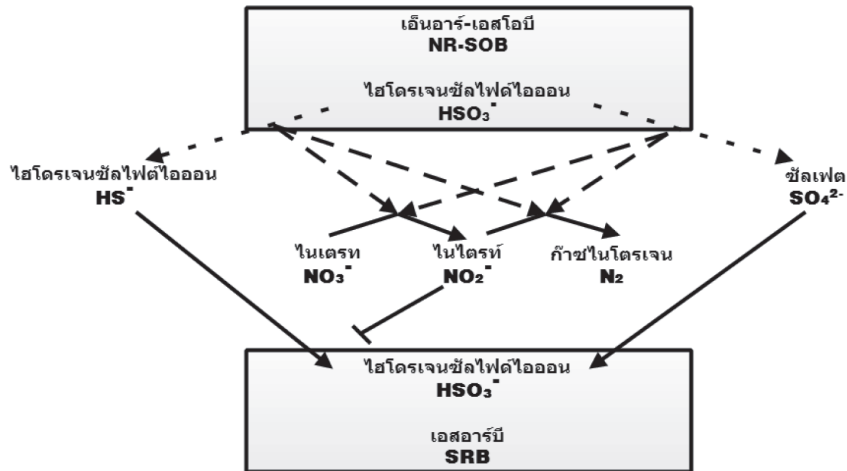 เอ็นอาร์-เอสโอบี
NR-SOB
ไฮโดรเจนซัลไฟด์ไอออน
HSO₃⁻
ไฮโดรเจนซัลไฟต์ไอออน
HS⁻
ซัลเฟต
SO₄²⁻
ไนเตรท
NO₃⁻
ไนไตรท์
NO₂⁻
ก๊าซไนโตรเจน
N₂
ไฮโดรเจนซัลไฟด์ไอออน
HSO₃⁻
เอสอาร์บี
SRB